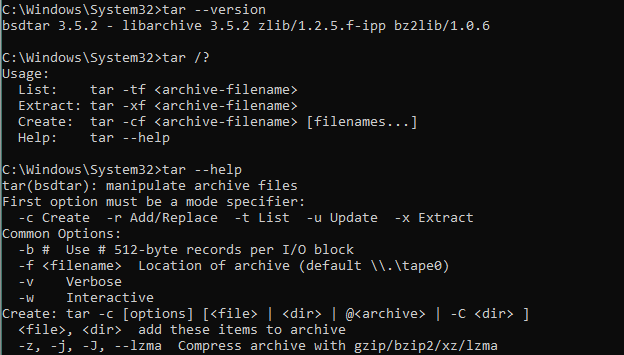 C:\Windows\System32>tar --version
bsdtar 3.5.2 - libarchive 3.5.2 zlib/1.2.5.f-ipp bz2lib/1.0.6
C:\Windows\System32>tar /?
Usage:
  List:    tar -tf <archive-filename>
  Extract: tar -xf <archive-filename>
  Create:  tar -cf <archive-filename> [filenames...]
  Help:    tar --help
C:\Windows\System32>tar --help
tar(bsdtar): manipulate archive files
First option must be a mode specifier:
  -c Create  -r Add/Replace  -t List  -u Update  -x Extract
Common Options:
  -b #  Use # 512-byte records per I/O block
  -f <filename>  Location of archive (default \\.\tape0)
  -v    Verbose
  -w    Interactive
Create: tar -c [options] [<file> | <dir> | @<archive> | -C <dir> ]
  <file>, <dir>  add these items to archive
  -z, -j, -J, --lzma  Compress archive with gzip/bzip2/xz/lzma